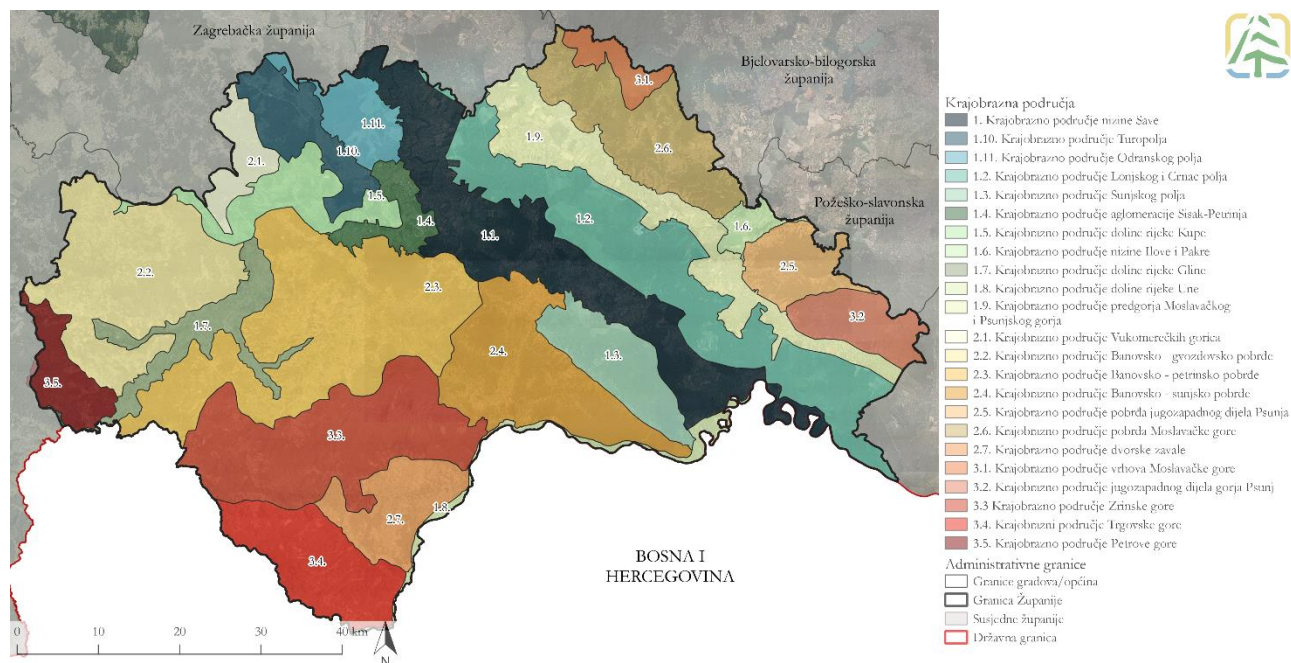 Zagrebačka županija
Bjelovarsko-bilogorska
županija
Požeško-slavonska
županija
3.1.
1.11.
1.9.
2.6.
2.1.
1.10.
1.5.
1.4.
1.2.
1.6.
1.1.
2.2.
2.5.
2.3.
3.2
1.7.
2.4.
1.3.
3.5.
3.3.
1.8.
2.7.
3.4.
BOSNA I
HERCEGOVINA
0 10 20 30 40 km
N
Krajobrazna područja
1. Krajobrazno područje nizine Save
1.10. Krajobrazno područje Turopolja
1.11. Krajobrazno područje Odranskog polja
1.2. Krajobrazno područje Lonjskog i Crnac polja
1.3. Krajobrazno područje Sunjskog polja
1.4. Krajobrazno područje aglomeracije Sisak-Petrinja
1.5. Krajobrazno područje doline rijeke Kupe
1.6. Krajobrazno područje nizine Ilove i Pakre
1.7. Krajobrazno područje doline rijeke Gline
1.8. Krajobrazno područje doline rijeke Une
1.9. Krajobrazno područje predgorja Moslavačkog
i Psunjskog gorja
2.1. Krajobrazno područje Vukomerečkih gorica
2.2. Krajobrazno područje Banovsko - gvozdovsko pobrđe
2.3. Krajobrazno područje Banovsko - petrinjsko pobrđe
2.4. Krajobrazno područje Banovsko - sunjsko pobrđe
2.5. Krajobrazno područje pobrđa jugozapadnog dijela Psunja
2.6. Krajobrazno područje pobrđa Moslavačke gore
2.7. Krajobrazno područje dvorske zavale
3.1. Krajobrazno područje vrhova Moslavačke gore
3.2. Krajobrazno područje jugozapadnog dijela gorja Psunj
3.3 Krajobrazno područje Zrinske gore
3.4. Krajobrazni područje Trgovske gore
3.5. Krajobrazno područje Petrove gore
Administrativne granice
Granice gradova/općina
Granica Županije
Susjedne županije
Državna granica